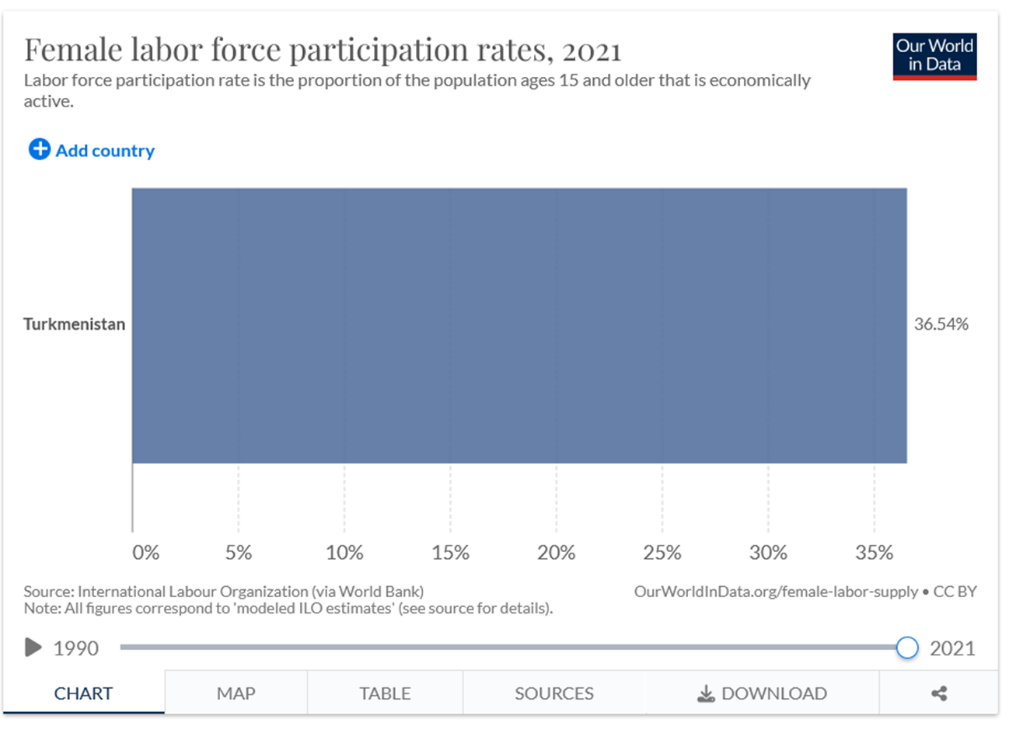 Female labor force participation rates, 2021
Labor force participation rate is the proportion of the population ages 15 and older that is economically
active.
Our World
in Data
Add country
Turkmenistan
36.54%
0% 5% 10% 15% 20% 25% 30% 35%
Source: International Labour Organization (via World Bank)
OurWorldInData.org/female-labor-supply • CC BY
Note: All figures correspond to 'modeled ILO estimates' (see source for details).
1990
2021
CHART MAP TABLE SOURCES DOWNLOAD